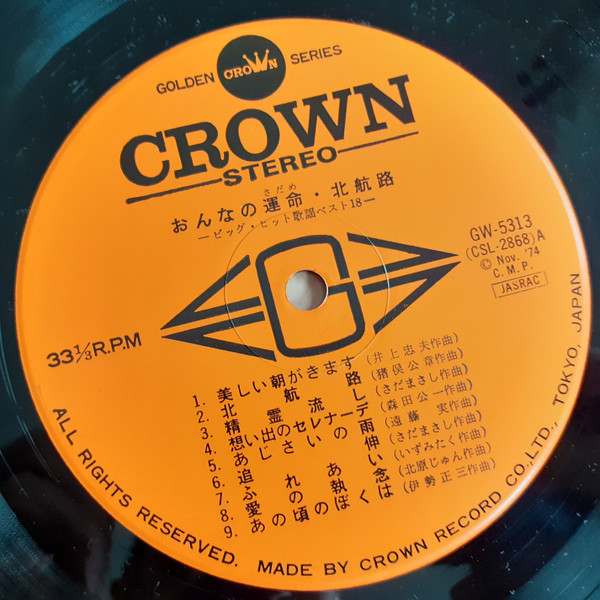 GOLDEN CROWN SERIES
CROWN
STEREO
さだめ
おんなの運命・北航路
―ビッグ・ヒット歌謡ベスト18―
GW-5313
(CSL-2868)A
© Nov. '74
C. M. P.
JASRAC
G
33 1/3 R.P.M
1. 美しい朝がきます (井上忠夫作曲)
2. 北航路 (猪俣公章作曲)
3. 精霊流し (さだまさし作曲)
4. 想い出のセレナーデ (森田公一作曲)
5. あじさいの雨 (遠藤 実作曲)
6. 追伸 (さだまさし作曲)
7. ふれあい (いずみたく作曲)
8. 愛の執念 (北原じゅん作曲)
9. あの頃のぼくは (伊勢正三作曲)
ALL RIGHTS RESERVED. MADE BY CROWN RECORD CO., LTD., TOKYO, JAPAN